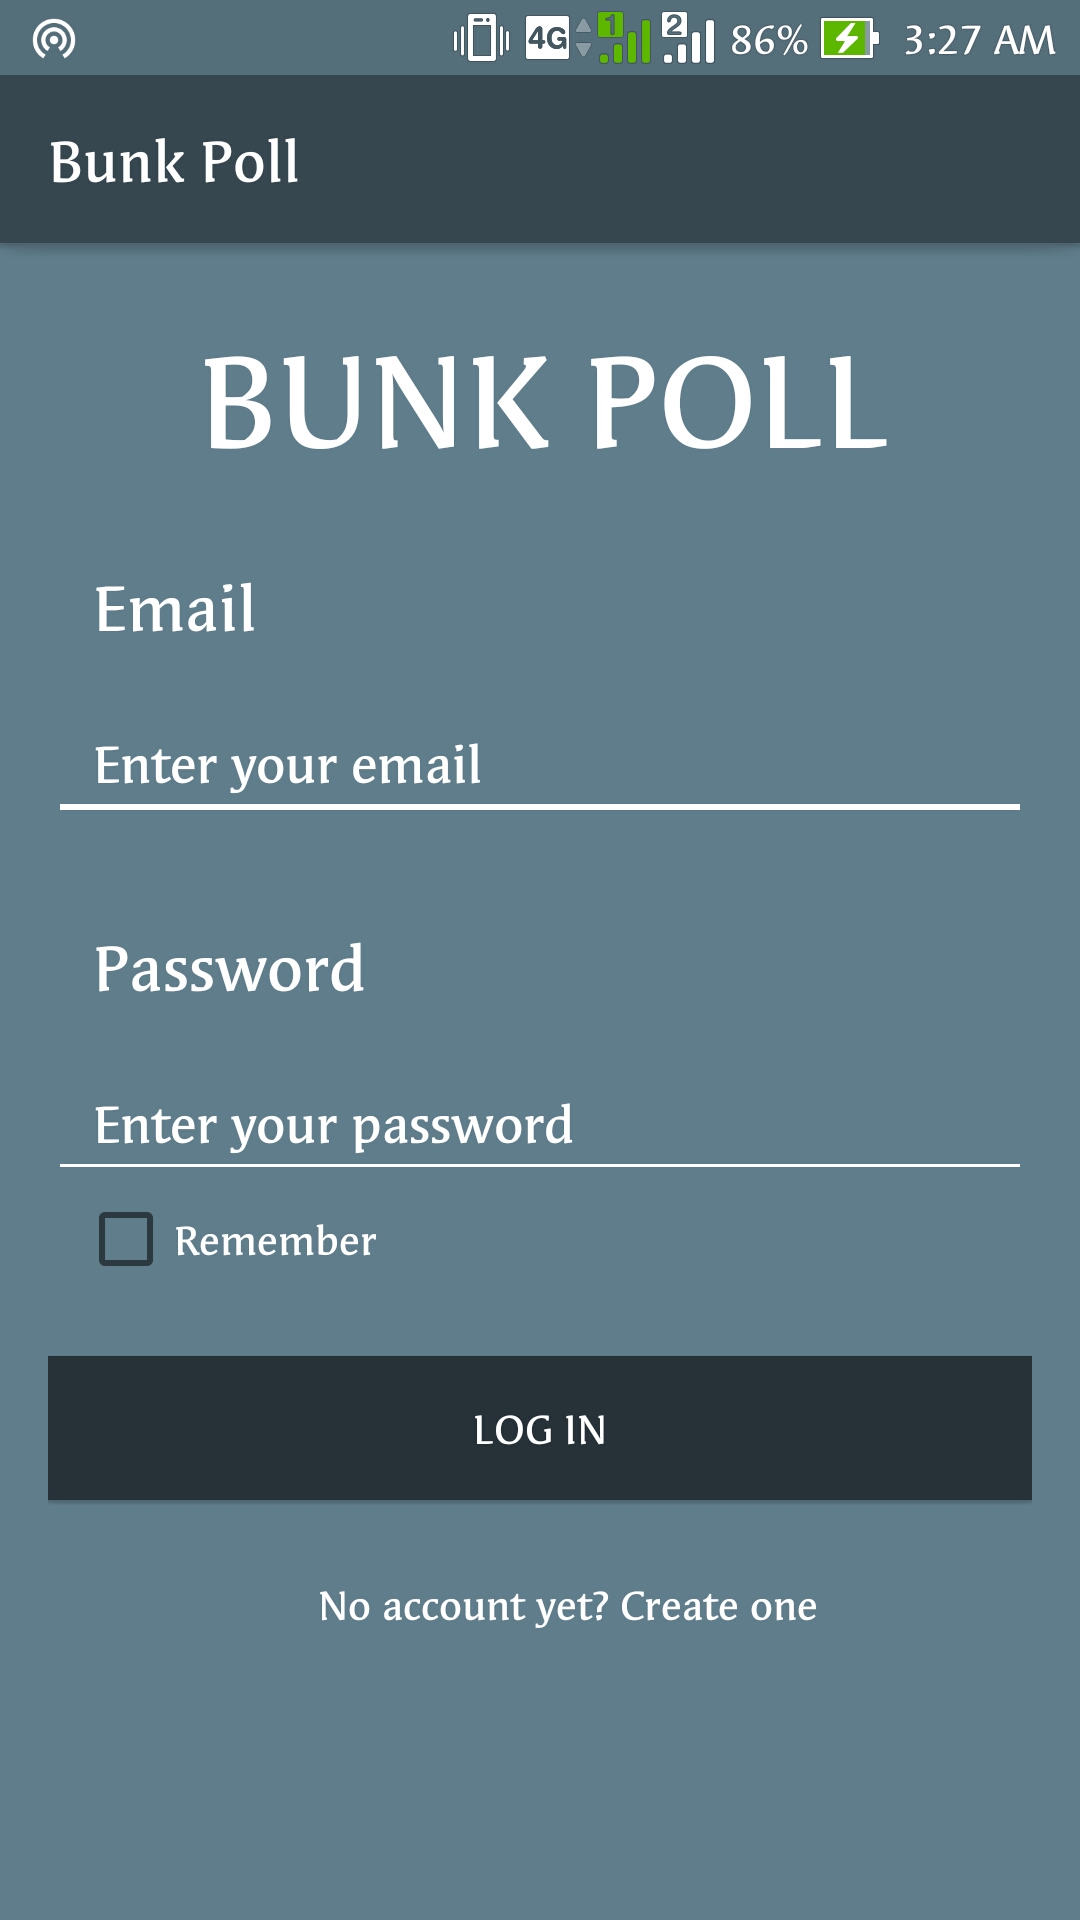 4G 1 2 86% 3:27 AM
Bunk Poll
BUNK POLL
Email
Enter your email
Password
Enter your password
Remember
LOG IN
No account yet? Create one